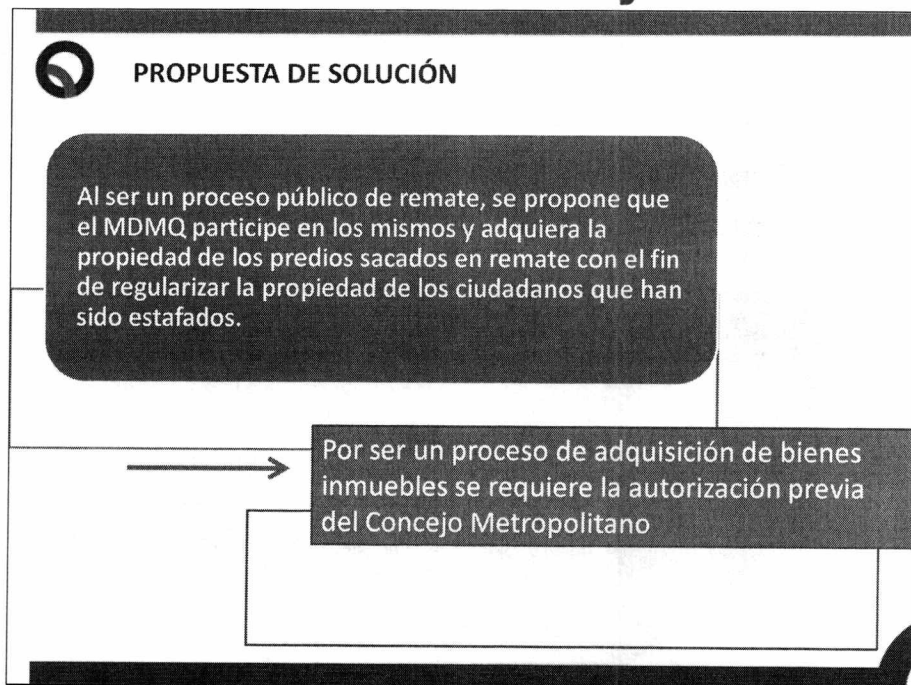 PROPUESTA DE SOLUCIÓN
Al ser un proceso público de remate, se propone que
el MDMQ participe en los mismos y adquiera la
propiedad de los predios sacados en remate con el fin
de regularizar la propiedad de los ciudadanos que han
sido estafados.
Por ser un proceso de adquisición de bienes
inmuebles se requiere la autorización previa
del Concejo Metropolitano